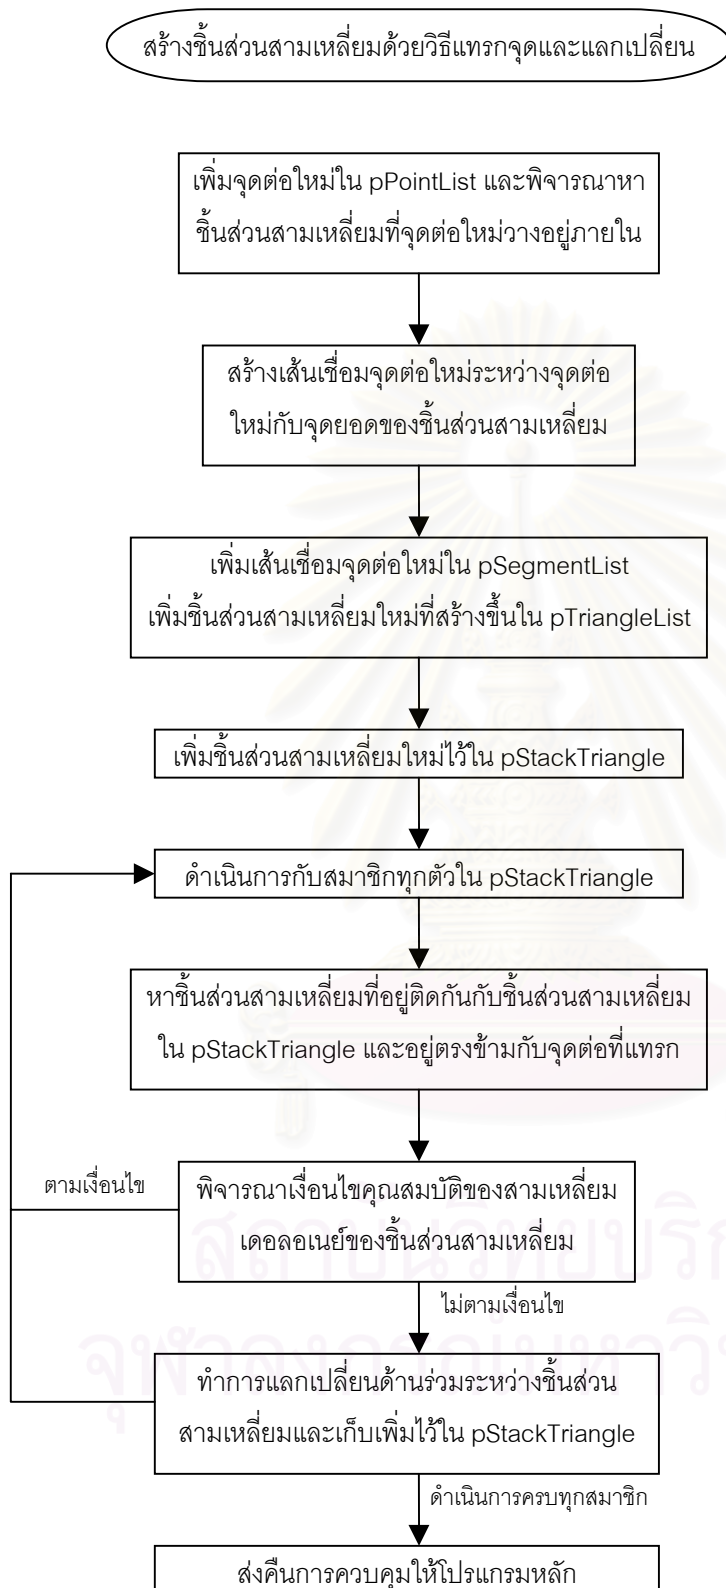 สร้างชิ้นส่วนสามเหลี่ยมด้วยวิธีแทรกจุดและแลกเปลี่ยน
เพิ่มจุดต่อใหม่ใน pPointList และพิจารณาหา
ชิ้นส่วนสามเหลี่ยมที่จุดต่อใหม่วางอยู่ภายใน
สร้างเส้นเชื่อมจุดต่อใหม่ระหว่างจุดต่อ
ใหม่กับจุดยอดของชิ้นส่วนสามเหลี่ยม
เพิ่มเส้นเชื่อมจุดต่อใหม่ใน pSegmentList
เพิ่มชิ้นส่วนสามเหลี่ยมใหม่ที่สร้างขึ้นใน pTriangleList
เพิ่มชิ้นส่วนสามเหลี่ยมใหม่ไว้ใน pStackTriangle
ดำเนินการกับสมาชิกทุกตัวใน pStackTriangle
หาชิ้นส่วนสามเหลี่ยมที่อยู่ติดกันกับชิ้นส่วนสามเหลี่ยม
ใน pStackTriangle และอยู่ตรงข้ามกับจุดต่อที่แทรก
ตามเงื่อนไข
พิจารณาเงื่อนไขคุณสมบัติของสามเหลี่ยม
เดอลอเนย์ของชิ้นส่วนสามเหลี่ยม
ไม่ตามเงื่อนไข
ทำการแลกเปลี่ยนด้านร่วมระหว่างชิ้นส่วน
สามเหลี่ยมและเก็บเพิ่มไว้ใน pStackTriangle
ดำเนินการครบทุกสมาชิก
ส่งคืนการควบคุมให้โปรแกรมหลัก